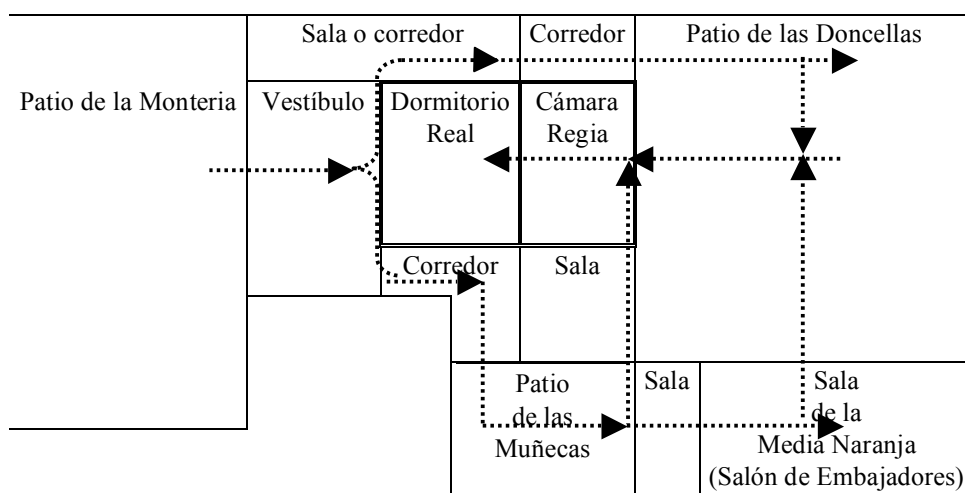 Sala o corredor
Corredor
Patio de las Doncellas
Patio de la Monteria
Vestíbulo
Dormitorio
Real
Cámara
Regia
Corredor
Sala
Patio
de las
Muñecas
Sala
Sala
de la
Media Naranja
(Salón de Embajadores)